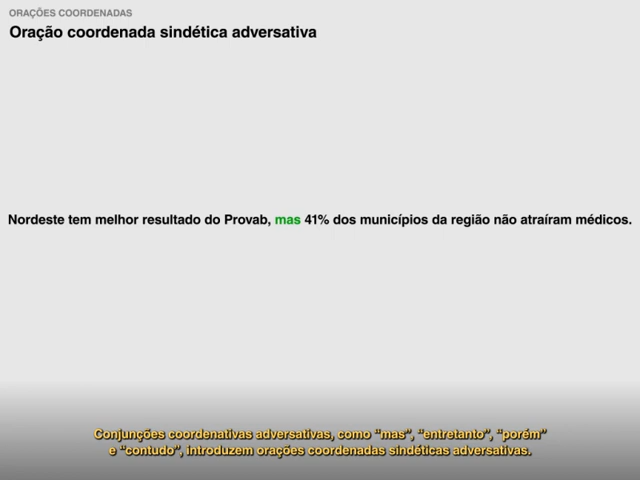 ORAÇÕES COORDENADAS
Oração coordenada sindética adversativa
Nordeste tem melhor resultado do Provab, mas 41% dos municípios da região não atraíram médicos.
Conjunções coordenativas adversativas, como “mas”, “entretanto”, “porém”
e “contudo”, introduzem orações coordenadas sindéticas adversativas.